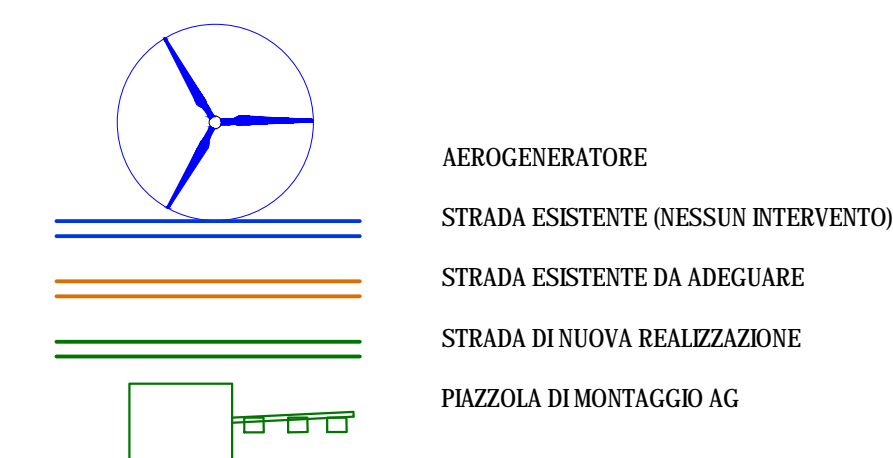 AEROGENERATORE
STRADA ESISTENTE (NESSUN INTERVENTO)
STRADA ESISTENTE DA ADEGUARE
STRADA DI NUOVA REALIZZAZIONE
PIAZZOLA DI MONTAGGIO AG